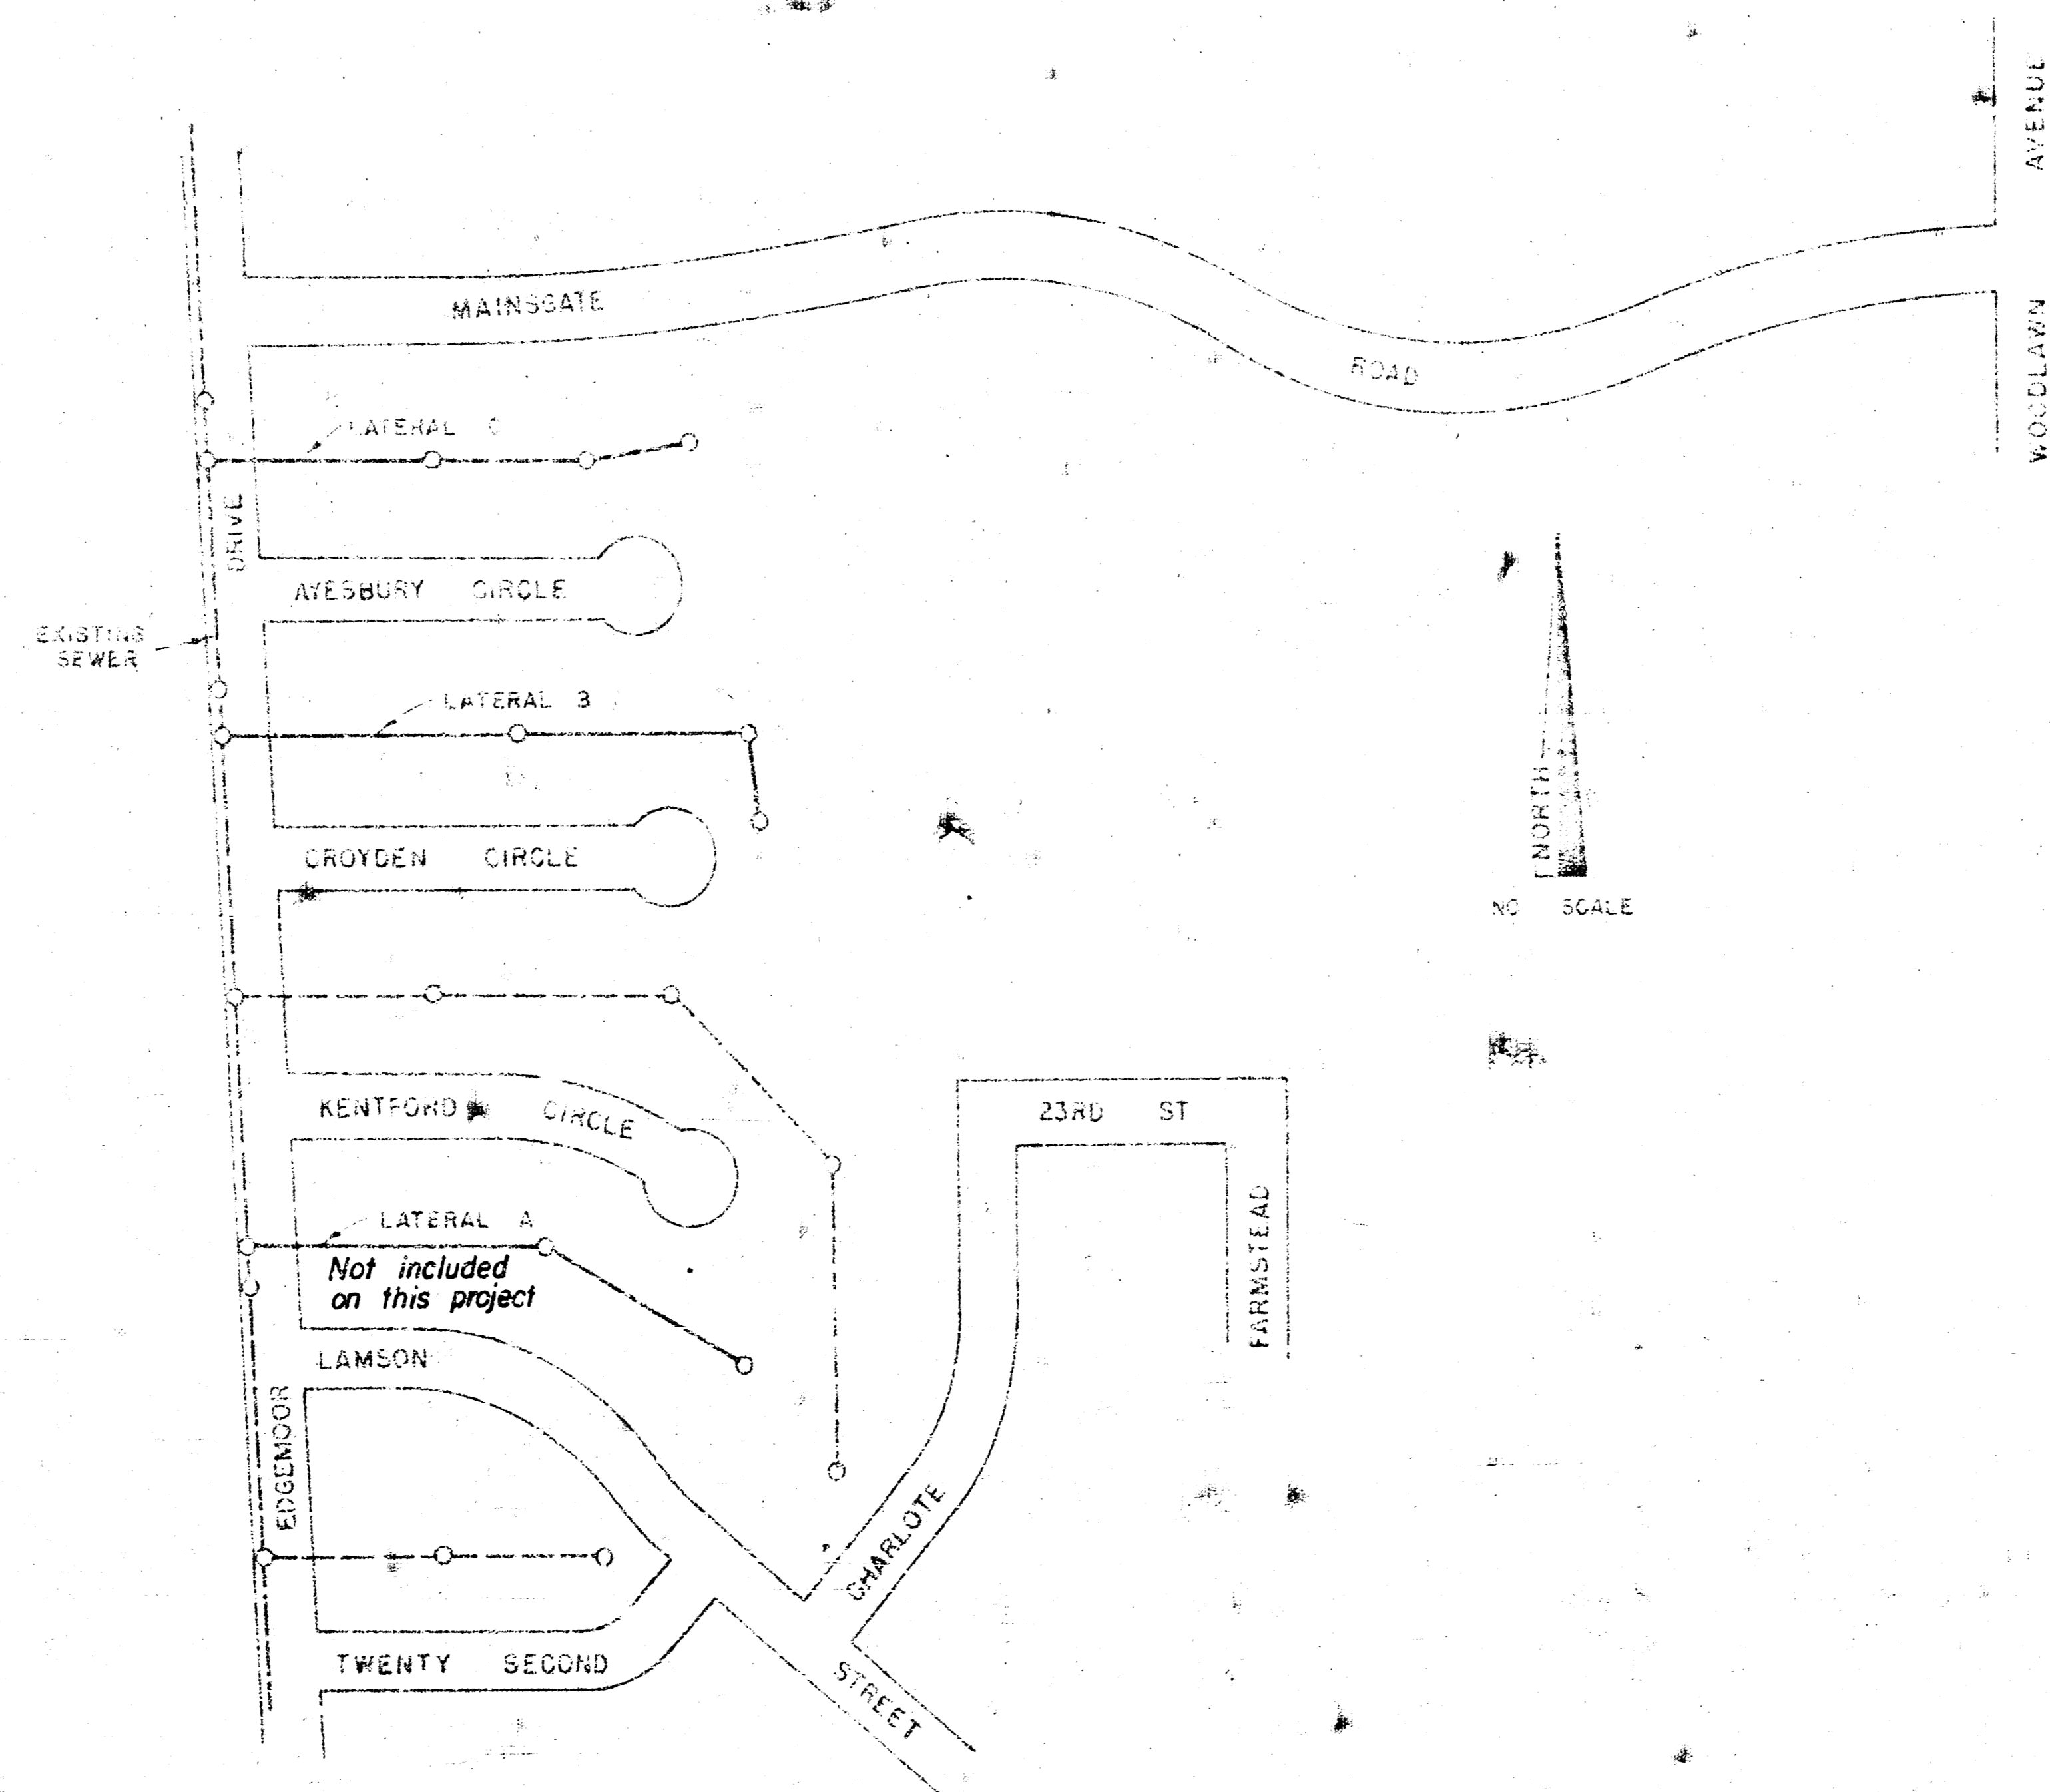 AVENUE
MAINSGATE
ROAD
WOODLAWN
LATERAL C
DRIVE
AYESBURY CIRCLE
EXISTING
SEWER
LATERAL B
NORTH
CROYDEN CIRCLE
NO SCALE
KENTFORD CIRCLE
23RD ST
FARMSTEAD
LATERAL A
Not included
on this project
LAMSON
EDGEMOOR
CHARLOTE
TWENTY SECOND
STREET